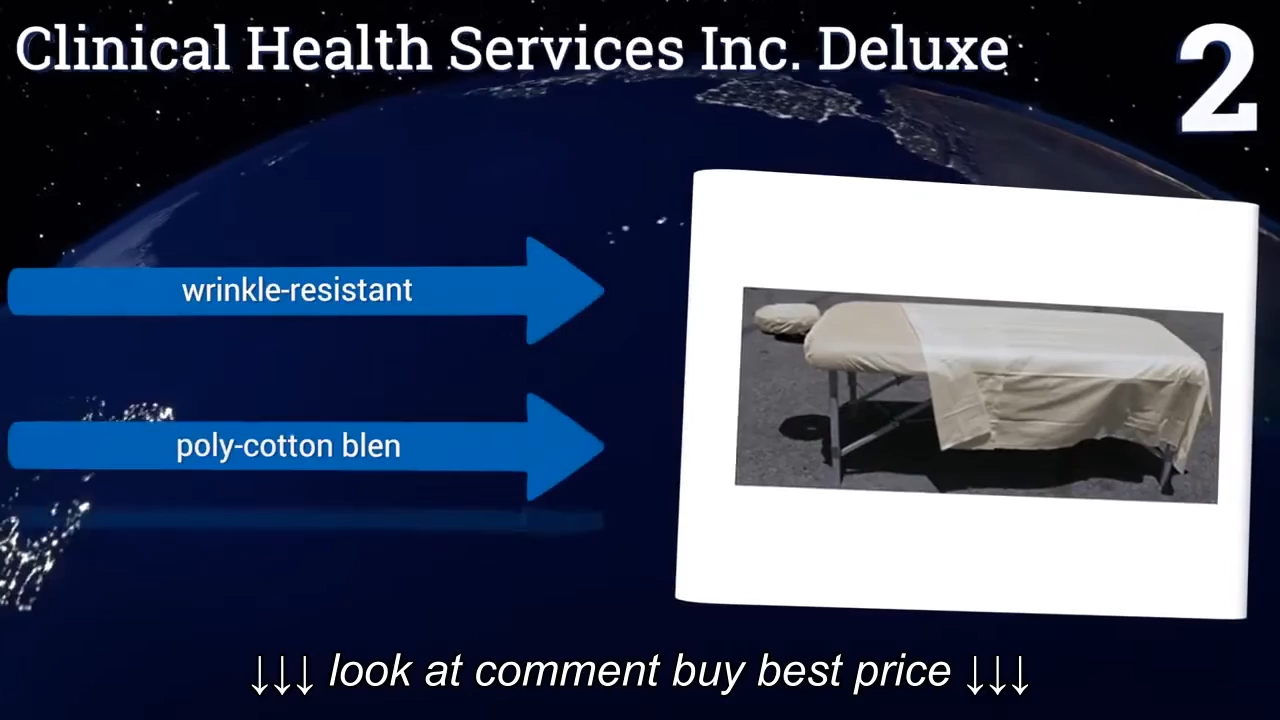 Clinical Health Services Inc. Deluxe
2
wrinkle-resistant
poly-cotton blen
↓↓↓ look at comment buy best price ↓↓↓